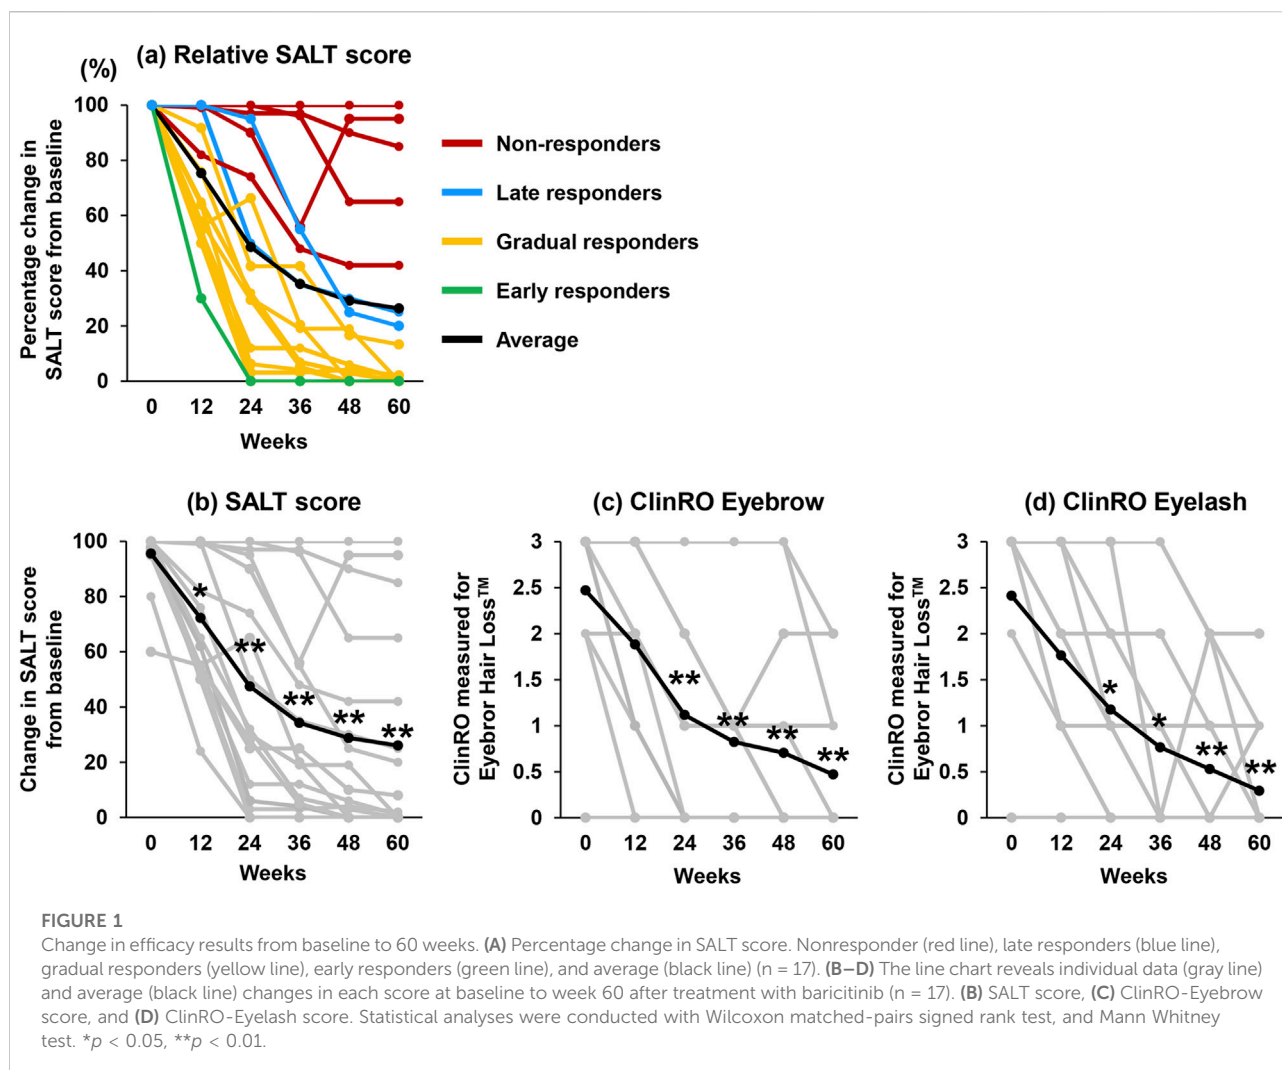 (a) Relative SALT score
(%)
Percentage change in
SALT score from baseline
100
80
60
40
20
0
0 12 24 36 48 60
Weeks
Non-responders
Late responders
Gradual responders
Early responders
Average
(b) SALT score
Change in SALT score
from baseline
100
80
60
40
20
0
*
**
**
**
**
0 12 24 36 48 60
Weeks
(c) ClinRO Eyebrow
ClinRO measured for
Eyebror Hair Loss™
3
2.5
2
1.5
1
0.5
0
**
**
**
**
0 12 24 36 48 60
Weeks
(d) ClinRO Eyelash
ClinRO measured for
Eyebror Hair Loss™
3
2.5
2
1.5
1
0.5
0
*
*
**
**
0 12 24 36 48 60
Weeks
FIGURE 1
Change in efficacy results from baseline to 60 weeks. (A) Percentage change in SALT score. Nonresponder (red line), late responders (blue line),
gradual responders (yellow line), early responders (green line), and average (black line) (n = 17). (B–D) The line chart reveals individual data (gray line)
and average (black line) changes in each score at baseline to week 60 after treatment with baricitinib (n = 17). (B) SALT score, (C) ClinRO-Eyebrow
score, and (D) ClinRO-Eyelash score. Statistical analyses were conducted with Wilcoxon matched-pairs signed rank test, and Mann Whitney
test. *p < 0.05, **p < 0.01.